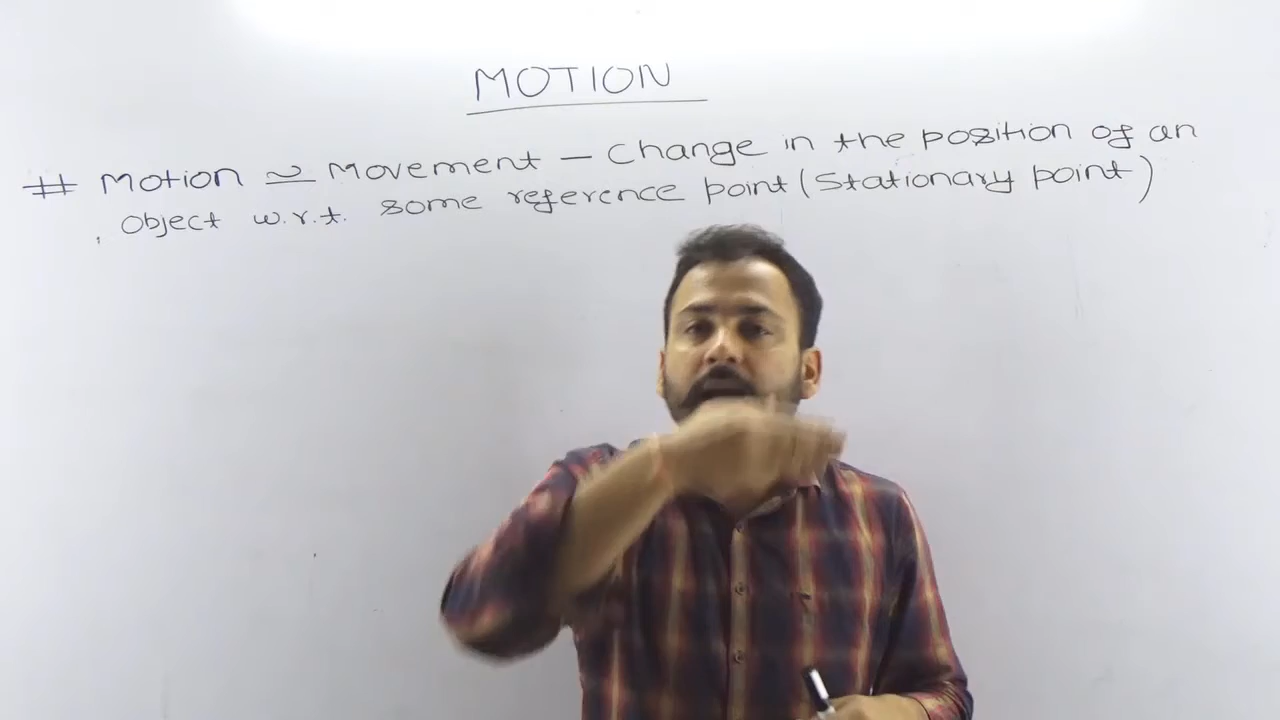 MOTION
# Motion ≃ Movement – Change in the position of an
object w.r.t. some reference point (Stationary point)